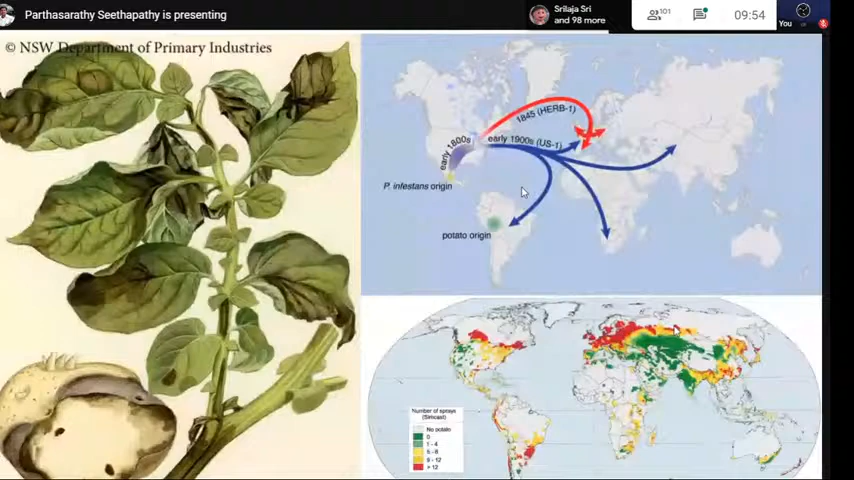 Parthasarathy Seethapathy is presenting
Srilaja Sri
and 98 more
101
09:54
You
© NSW Department of Primary Industries
1845 (HERB-1)
early 1800s
early 1900s (US-1)
P. infestans origin
potato origin
Number of sprays
(Simcast)
No potato
0
1 - 4
5 - 8
9 - 12
> 12